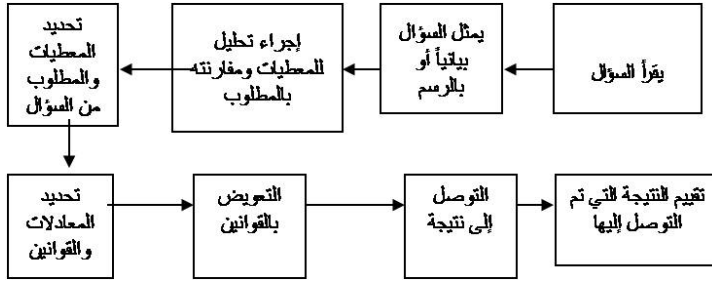 يقرأ السؤال
يمثل السؤال
بيانياً أو
بالرسم
إجراء تحليل
للمعطيات ومقارنته
بالمطلوب
تحديد
المعطيات
والمطلوب
من السؤال
تحديد
المعادلات
والقوانين
التعويض
بالقوانين
التوصل
إلى نتيجة
تقييم النتيجة التي تم
التوصل إليها